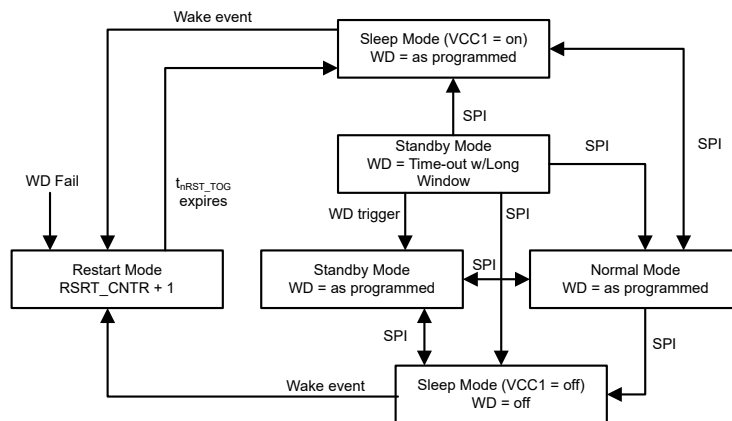 Wake event
Sleep Mode (VCC1 = on)
WD = as programmed
SPI
Standby Mode
WD = Time-out w/Long
Window
SPI
SPI
WD Fail
tnRST_TOG
expires
WD trigger
SPI
Restart Mode
RSRT_CNTR + 1
Standby Mode
WD = as programmed
SPI
Normal Mode
WD = as programmed
SPI
SPI
Wake event
Sleep Mode (VCC1 = off)
WD = off